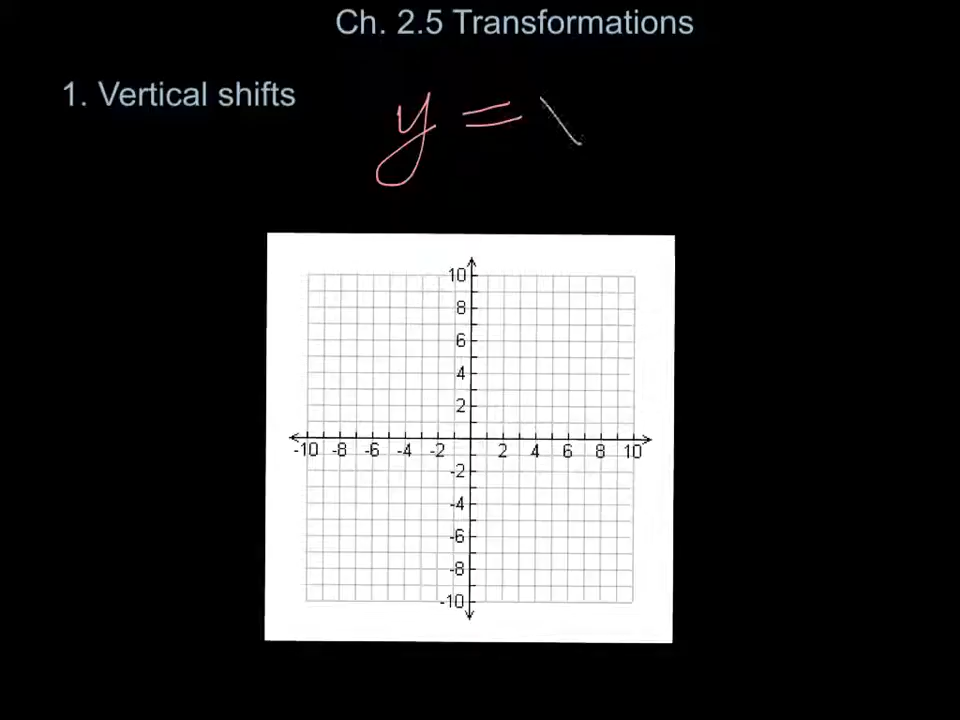 Ch. 2.5 Transformations
1. Vertical shifts
y =
10
8
6
4
2
-10 -8 -6 -4 -2 2 4 6 8 10
-2
-4
-6
-8
-10